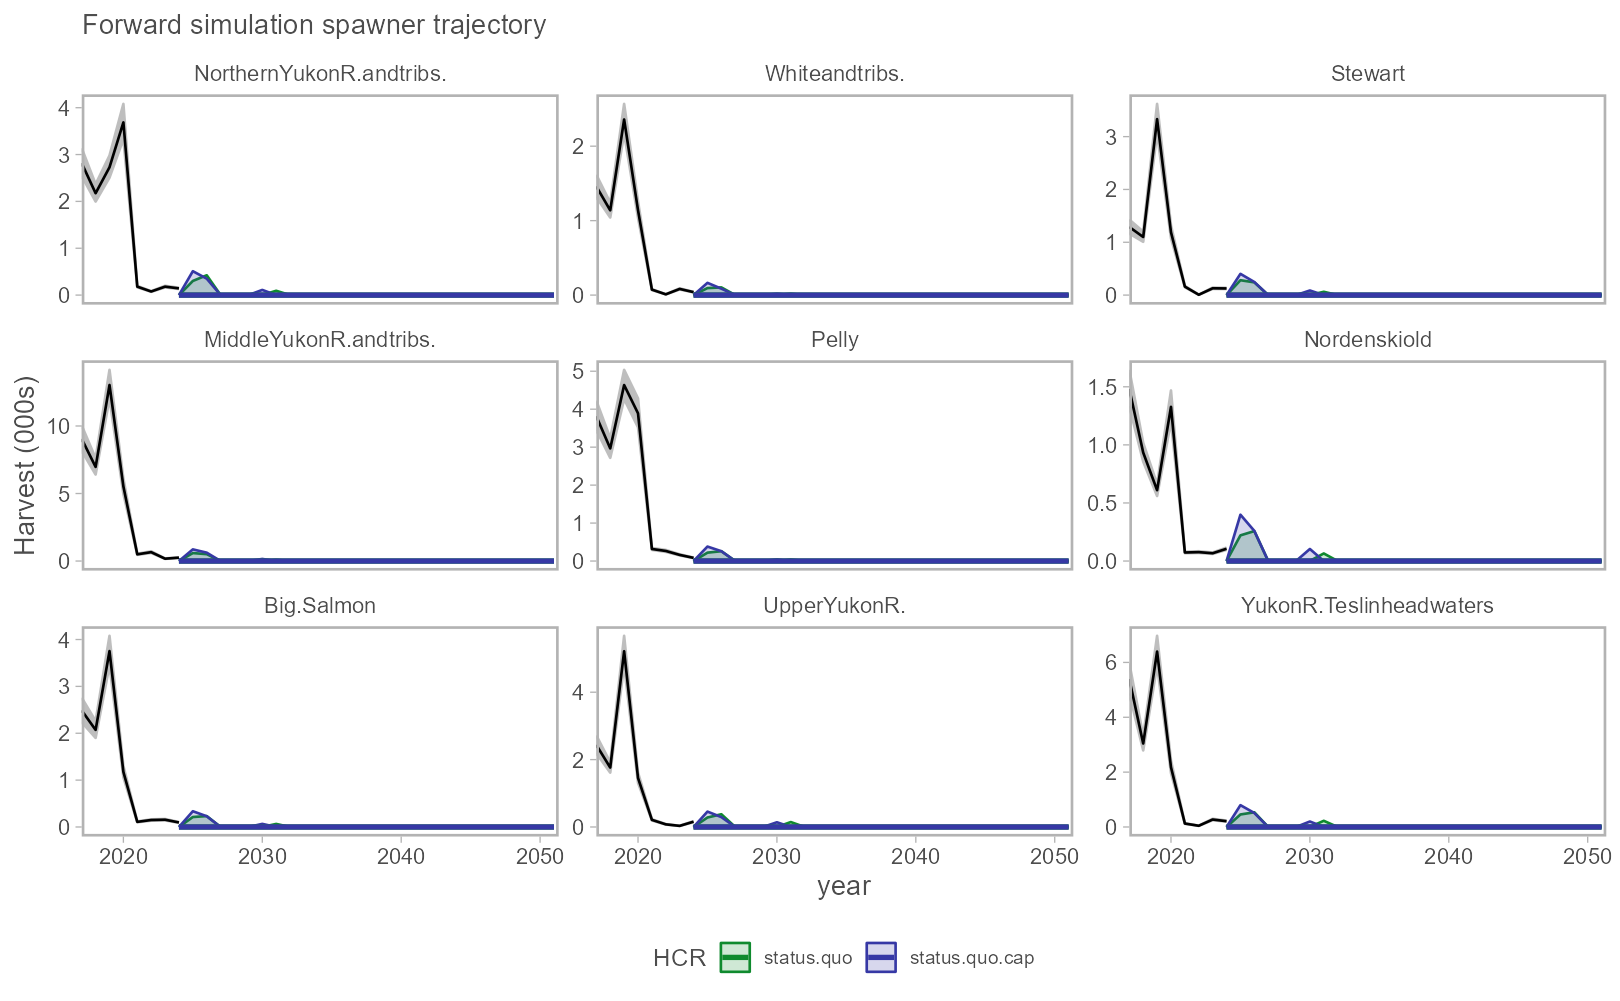 Forward simulation spawner trajectory
NorthernYukonR.andtribs.
Whiteandtribs.
Stewart
4
3
2
1
0
2
1
0
3
2
1
0
MiddleYukonR.andtribs.
Pelly
Nordenskiold
10
5
0
5
4
3
2
1
0
1.5
1.0
0.5
0.0
Harvest (000s)
Big.Salmon
UpperYukonR.
YukonR.Teslinheadwaters
4
3
2
1
0
4
2
0
6
4
2
0
2020 2030 2040 2050
2020 2030 2040 2050
2020 2030 2040 2050
year
HCR status.quo status.quo.cap